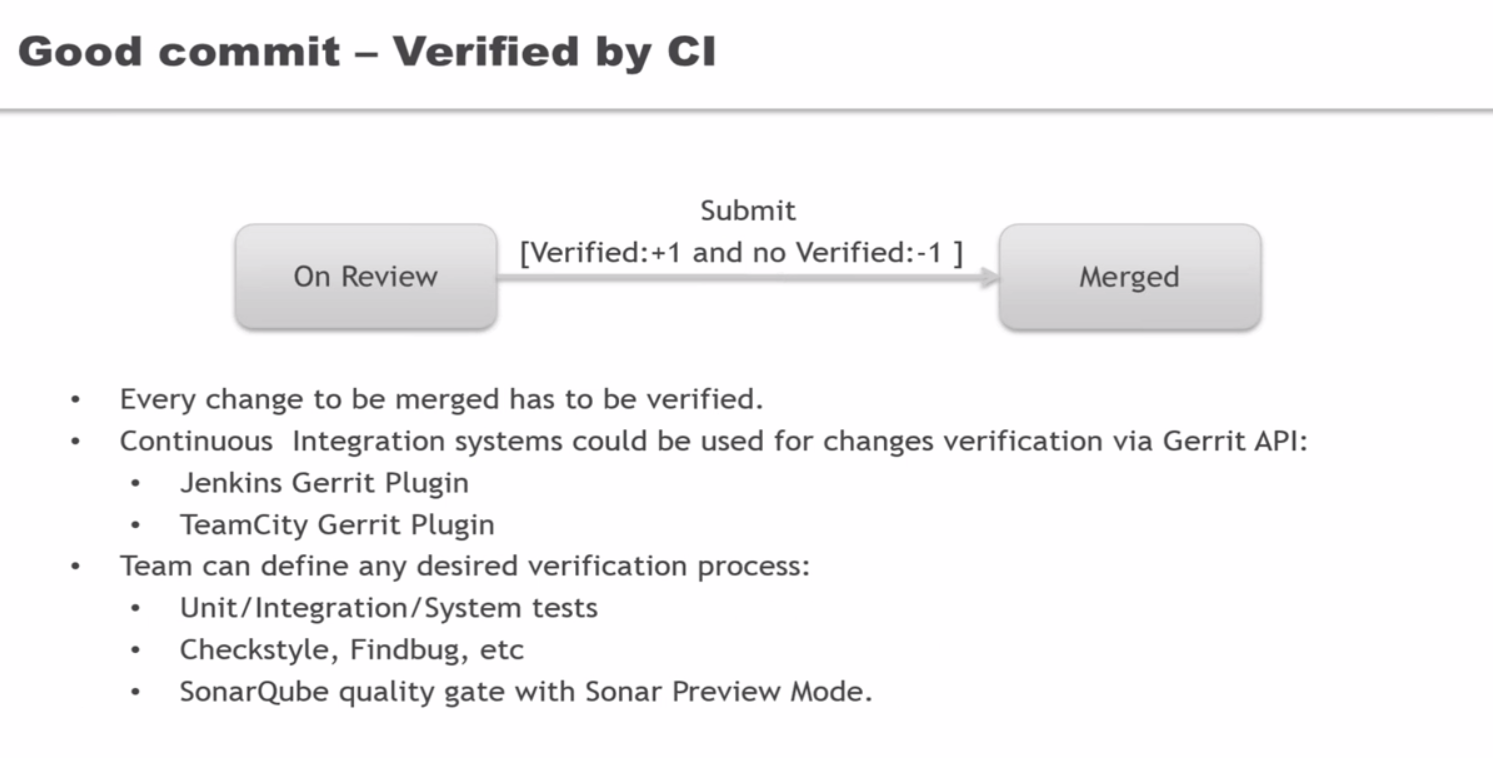 Good commit – Verified by CI
Submit
[Verified:+1 and no Verified:-1 ]
On Review
Merged
• Every change to be merged has to be verified.
• Continuous  Integration systems could be used for changes verification via Gerrit API:
• Jenkins Gerrit Plugin
• TeamCity Gerrit Plugin
• Team can define any desired verification process:
• Unit/Integration/System tests
• Checkstyle, Findbug, etc
• SonarQube quality gate with Sonar Preview Mode.